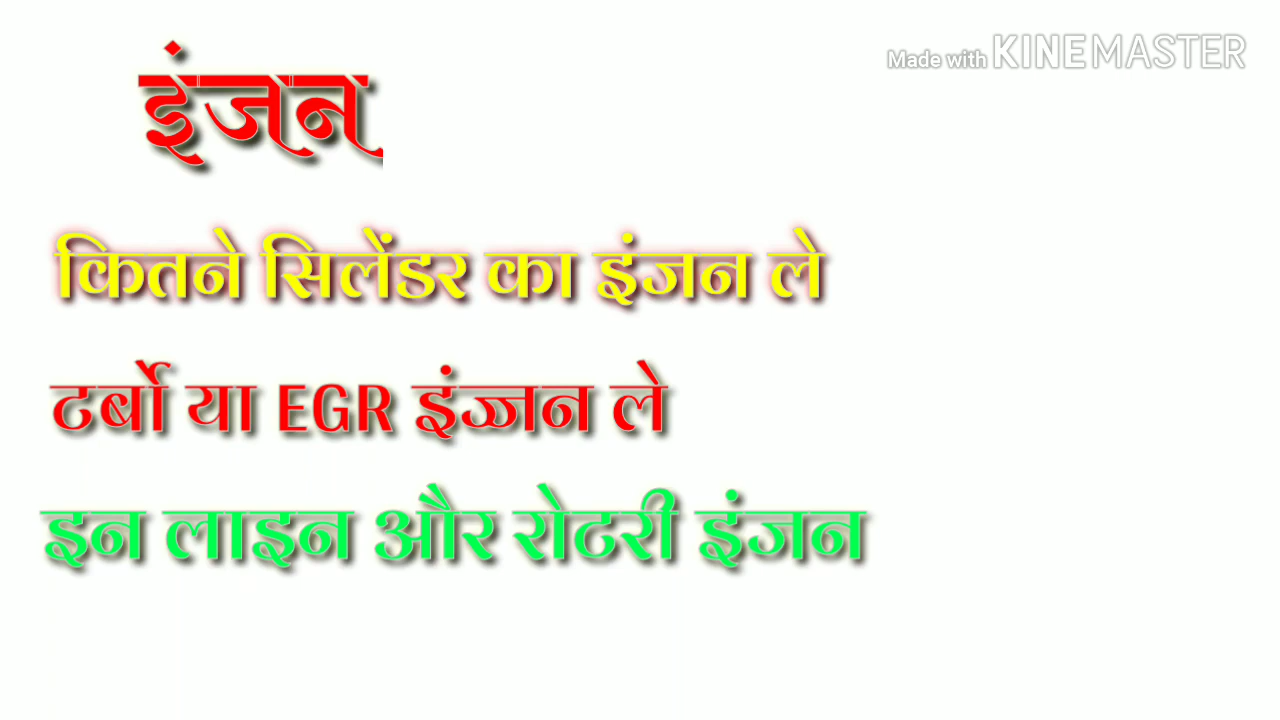 Made with KINEMASTER
इंजन
कितने सिलेंडर का इंजन ले
टर्बो या EGR इंज्जन ले
इन लाइन और रोटरी इंजन